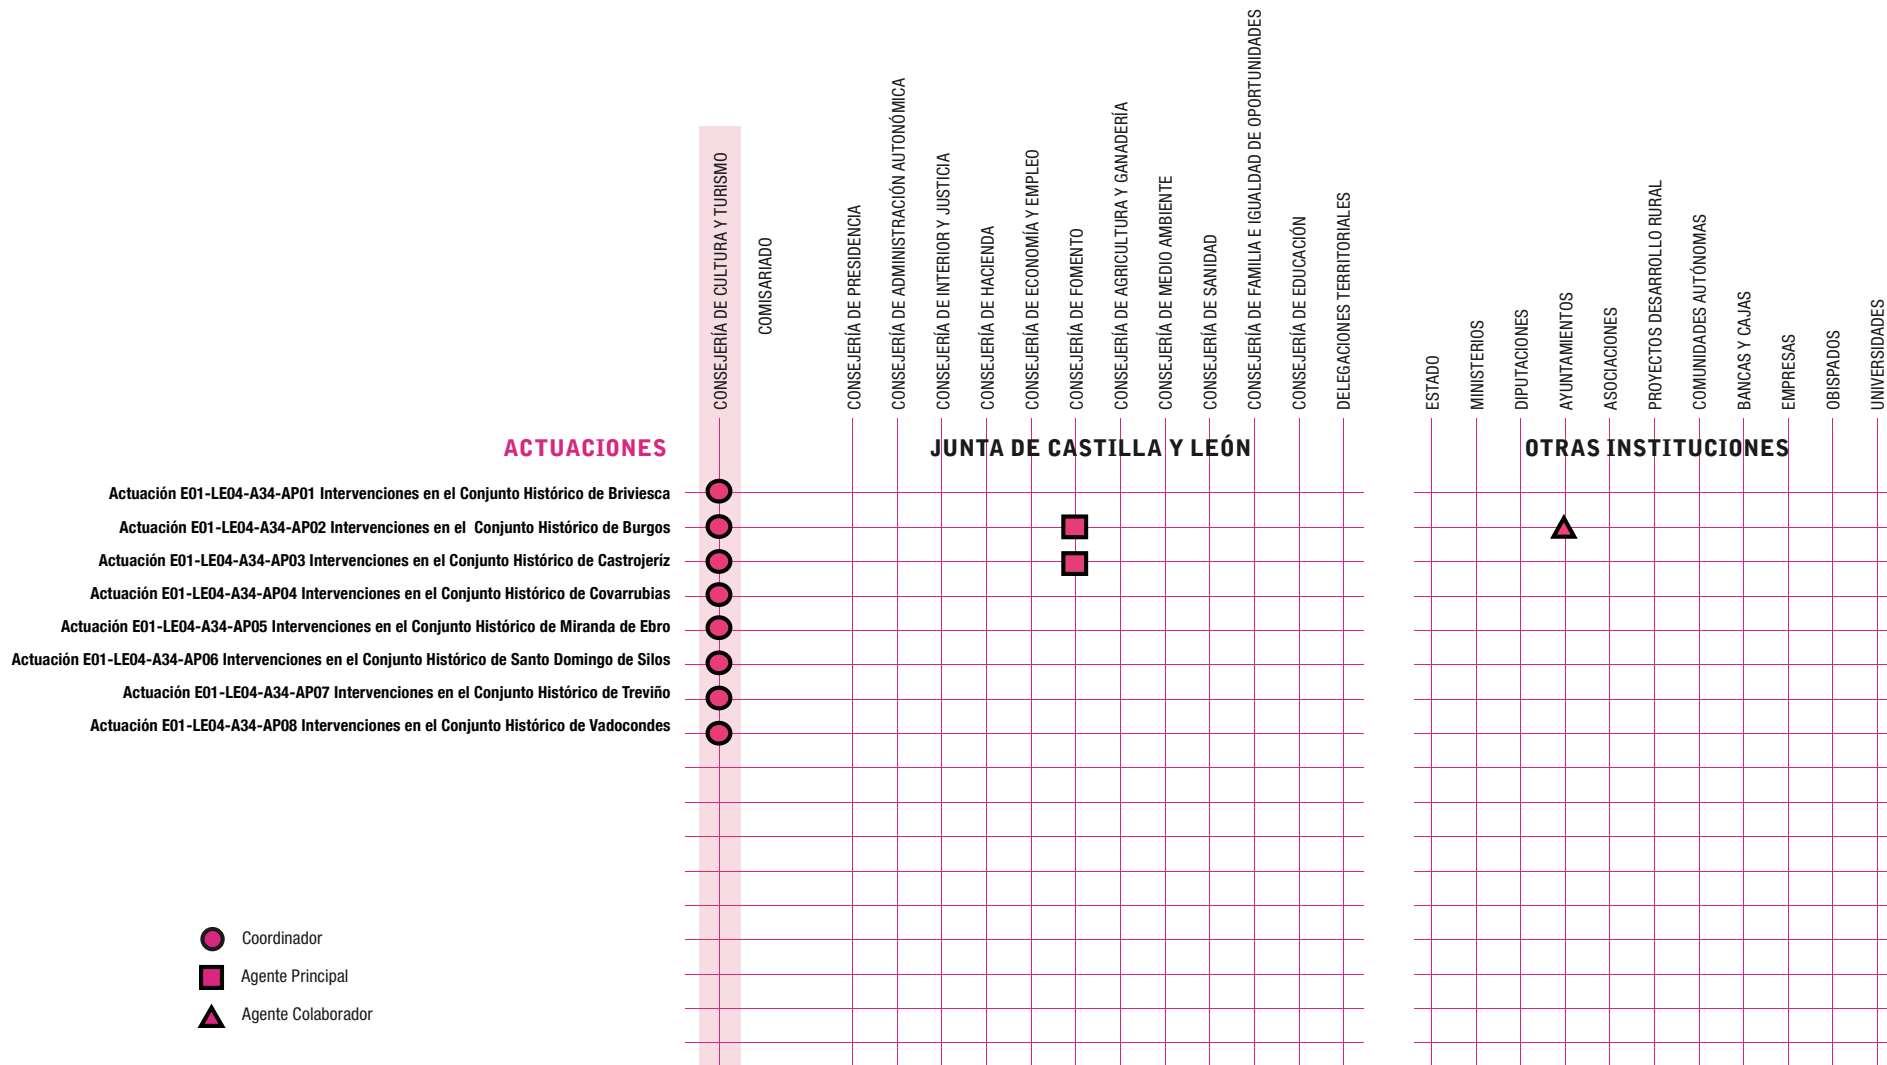 CONSEJERÍA DE CULTURA Y TURISMO
COMISARIADO
CONSEJERÍA DE PRESIDENCIA
CONSEJERÍA DE ADMINISTRACIÓN AUTONÓMICA
CONSEJERÍA DE INTERIOR Y JUSTICIA
CONSEJERÍA DE HACIENDA
CONSEJERÍA DE ECONOMÍA Y EMPLEO
CONSEJERÍA DE FOMENTO
CONSEJERÍA DE AGRICULTURA Y GANADERÍA
CONSEJERÍA DE MEDIO AMBIENTE
CONSEJERÍA DE SANIDAD
CONSEJERÍA DE FAMILIA E IGUALDAD DE OPORTUNIDADES
CONSEJERÍA DE EDUCACIÓN
DELEGACIONES TERRITORIALES
ESTADO
MINISTERIOS
DIPUTACIONES
AYUNTAMIENTOS
ASOCIACIONES
PROYECTOS DESARROLLO RURAL
COMUNIDADES AUTÓNOMAS
BANCAS Y CAJAS
EMPRESAS
OBISPADOS
UNIVERSIDADES
ACTUACIONES
JUNTA DE CASTILLA Y LEÓN
OTRAS INSTITUCIONES
Actuación E01-LE04-A34-AP01 Intervenciones en el Conjunto Histórico de Briviesca
Actuación E01-LE04-A34-AP02 Intervenciones en el Conjunto Histórico de Burgos
Actuación E01-LE04-A34-AP03 Intervenciones en el Conjunto Histórico de Castrojeríz
Actuación E01-LE04-A34-AP04 Intervenciones en el Conjunto Histórico de Covarrubias
Actuación E01-LE04-A34-AP05 Intervenciones en el Conjunto Histórico de Miranda de Ebro
Actuación E01-LE04-A34-AP06 Intervenciones en el Conjunto Histórico de Santo Domingo de Silos
Actuación E01-LE04-A34-AP07 Intervenciones en el Conjunto Histórico de Treviño
Actuación E01-LE04-A34-AP08 Intervenciones en el Conjunto Histórico de Vadocondes
Coordinador
Agente Principal
Agente Colaborador